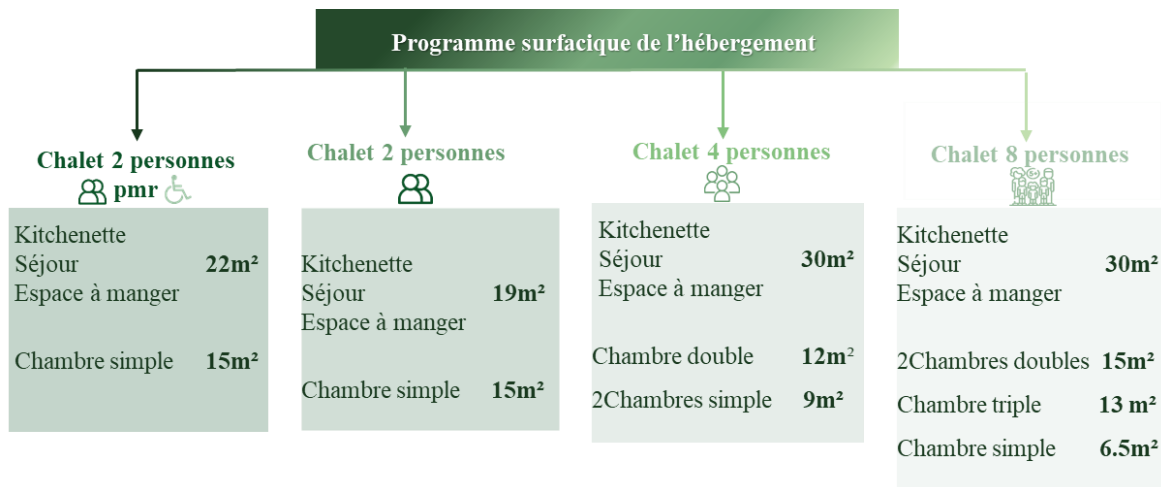 Programme surfacique de l’hébergement
Chalet 2 personnes
pmr
Kitchenette
Séjour 22m²
Espace à manger
Chambre simple 15m²
Chalet 2 personnes
Kitchenette
Séjour 19m²
Espace à manger
Chambre simple 15m²
Chalet 4 personnes
Kitchenette
Séjour 30m²
Espace à manger
Chambre double 12m²
2Chambres simple 9m²
Chalet 8 personnes
Kitchenette
Séjour 30m²
Espace à manger
2Chambres doubles 15m²
Chambre triple 13 m²
Chambre simple 6.5m²